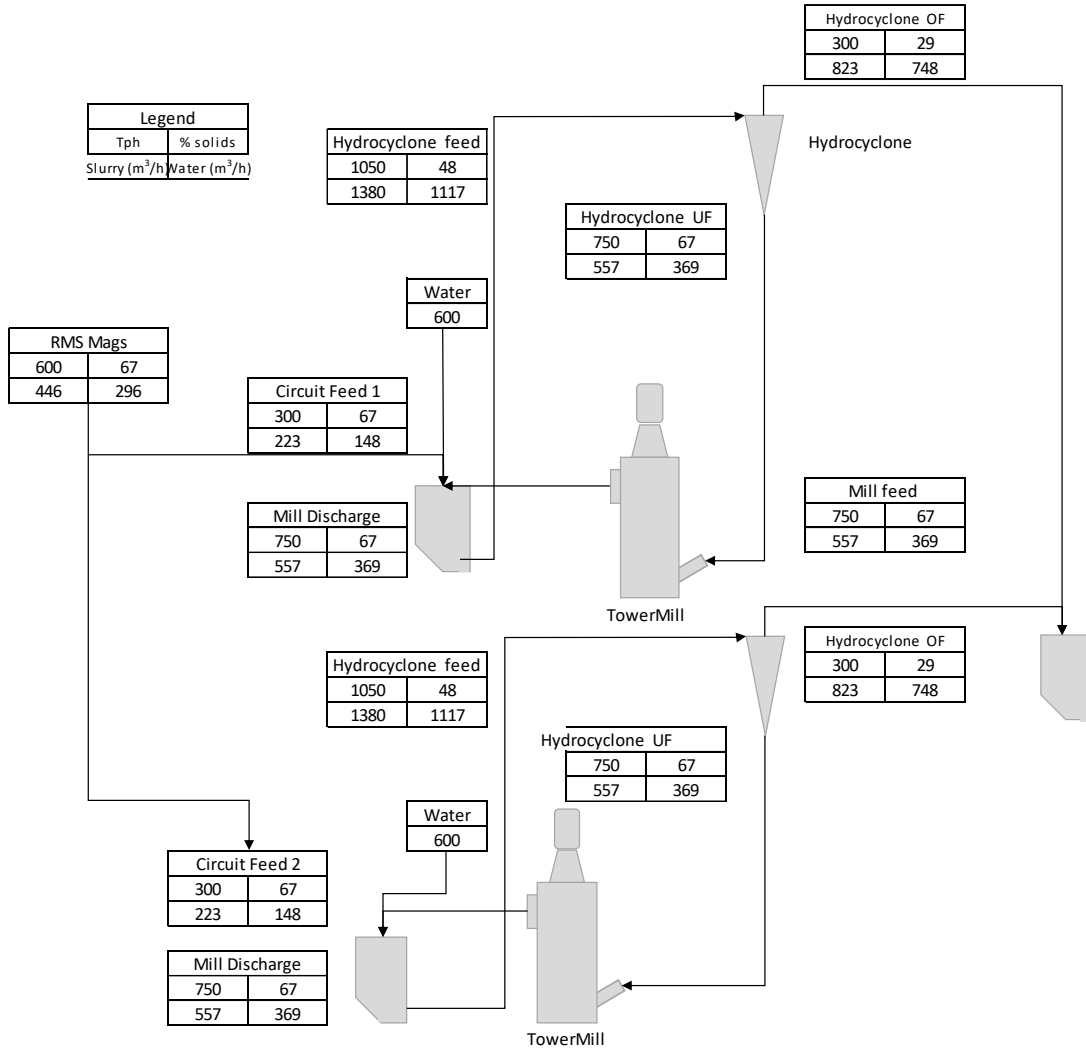 Hydrocyclone OF
300 29
823 748
Legend
Tph % solids
Slurry (m³/h) Water (m³/h)
Hydrocyclone feed
1050 48
1380 1117
Hydrocyclone
Hydrocyclone UF
750 67
557 369
Water
600
RMS Mags
600 67
446 296
Circuit Feed 1
300 67
223 148
Mill Discharge
750 67
557 369
Mill feed
750 67
557 369
TowerMill
Hydrocyclone OF
300 29
823 748
Hydrocyclone feed
1050 48
1380 1117
Hydrocyclone UF
750 67
557 369
Water
600
Circuit Feed 2
300 67
223 148
Mill Discharge
750 67
557 369
TowerMill